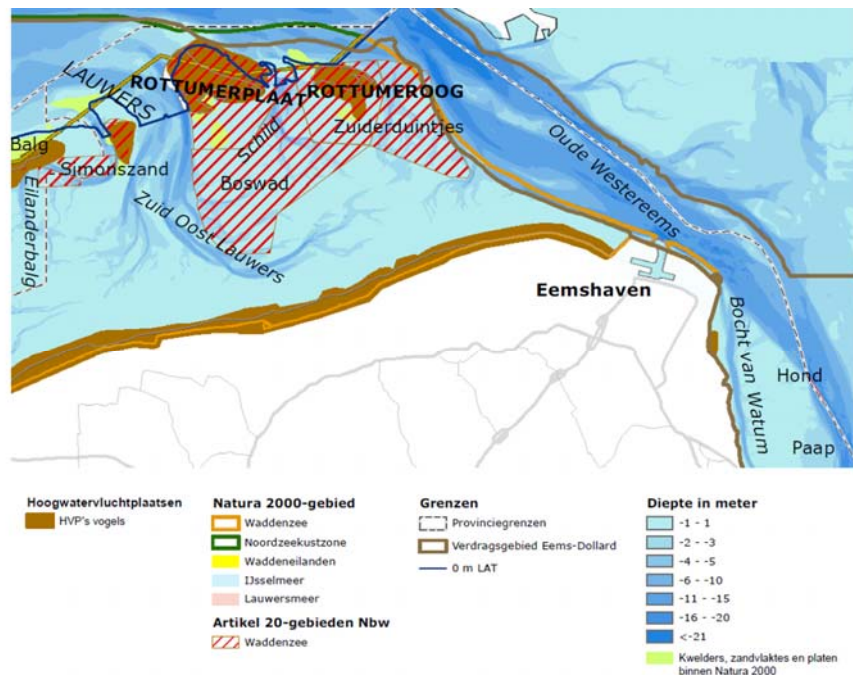 LAUWERS
ROTTUMERPLAAT
ROTTUMEROOG
Balg
Simonszand
Schild
Zuiderduintjes
Boswad
Eilanderbalg
Zuid Oost Lauwers
Oude Westereems
Eemshaven
Bocht van Watum
Hond
Paap
Hoogwatervluchtplaatsen
HVP's vogels
Natura 2000-gebied
Waddenzee
Noordzeekustzone
Waddeneilanden
IJsselmeer
Lauwersmeer
Artikel 20-gebieden Nbw
Waddenzee
Grenzen
Provinciegrenzen
Verdragsgebied Eems-Dollard
0 m LAT
Diepte in meter
-1 - 1
-2 - -3
-4 - -5
-6 - -10
-11 - -15
-16 - -20
<-21
Kwelders, zandvlaktes en platen
binnen Natura 2000